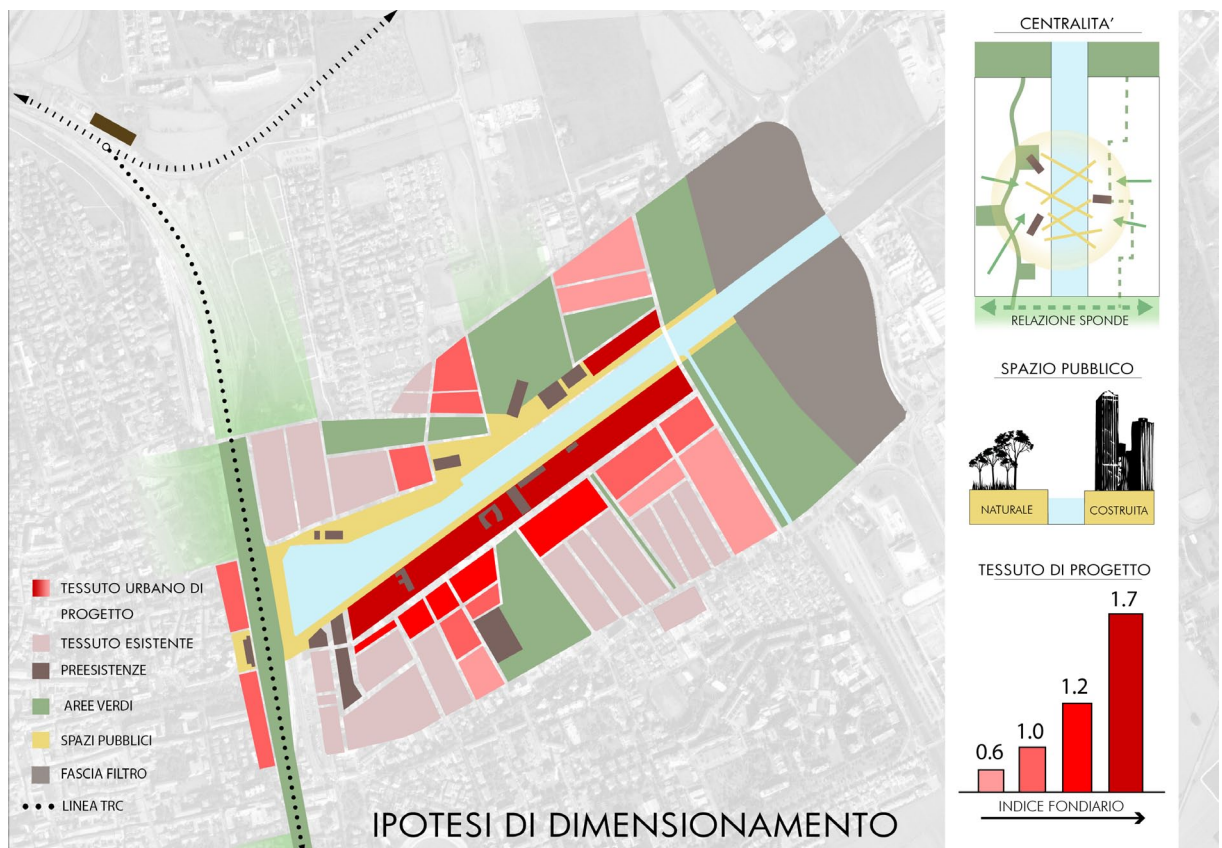 TESSUTO URBANO DI
PROGETTO
TESSUTO ESISTENTE
PREESISTENZE
AREE VERDI
SPAZI PUBBLICI
FASCIA FILTRO
LINEA TRC
IPOTESI DI DIMENSIONAMENTO
CENTRALITA'
RELAZIONE SPONDE
SPAZIO PUBBLICO
NATURALE
COSTRUITA
TESSUTO DI PROGETTO
0.6
1.0
1.2
1.7
INDICE FONDIARIO